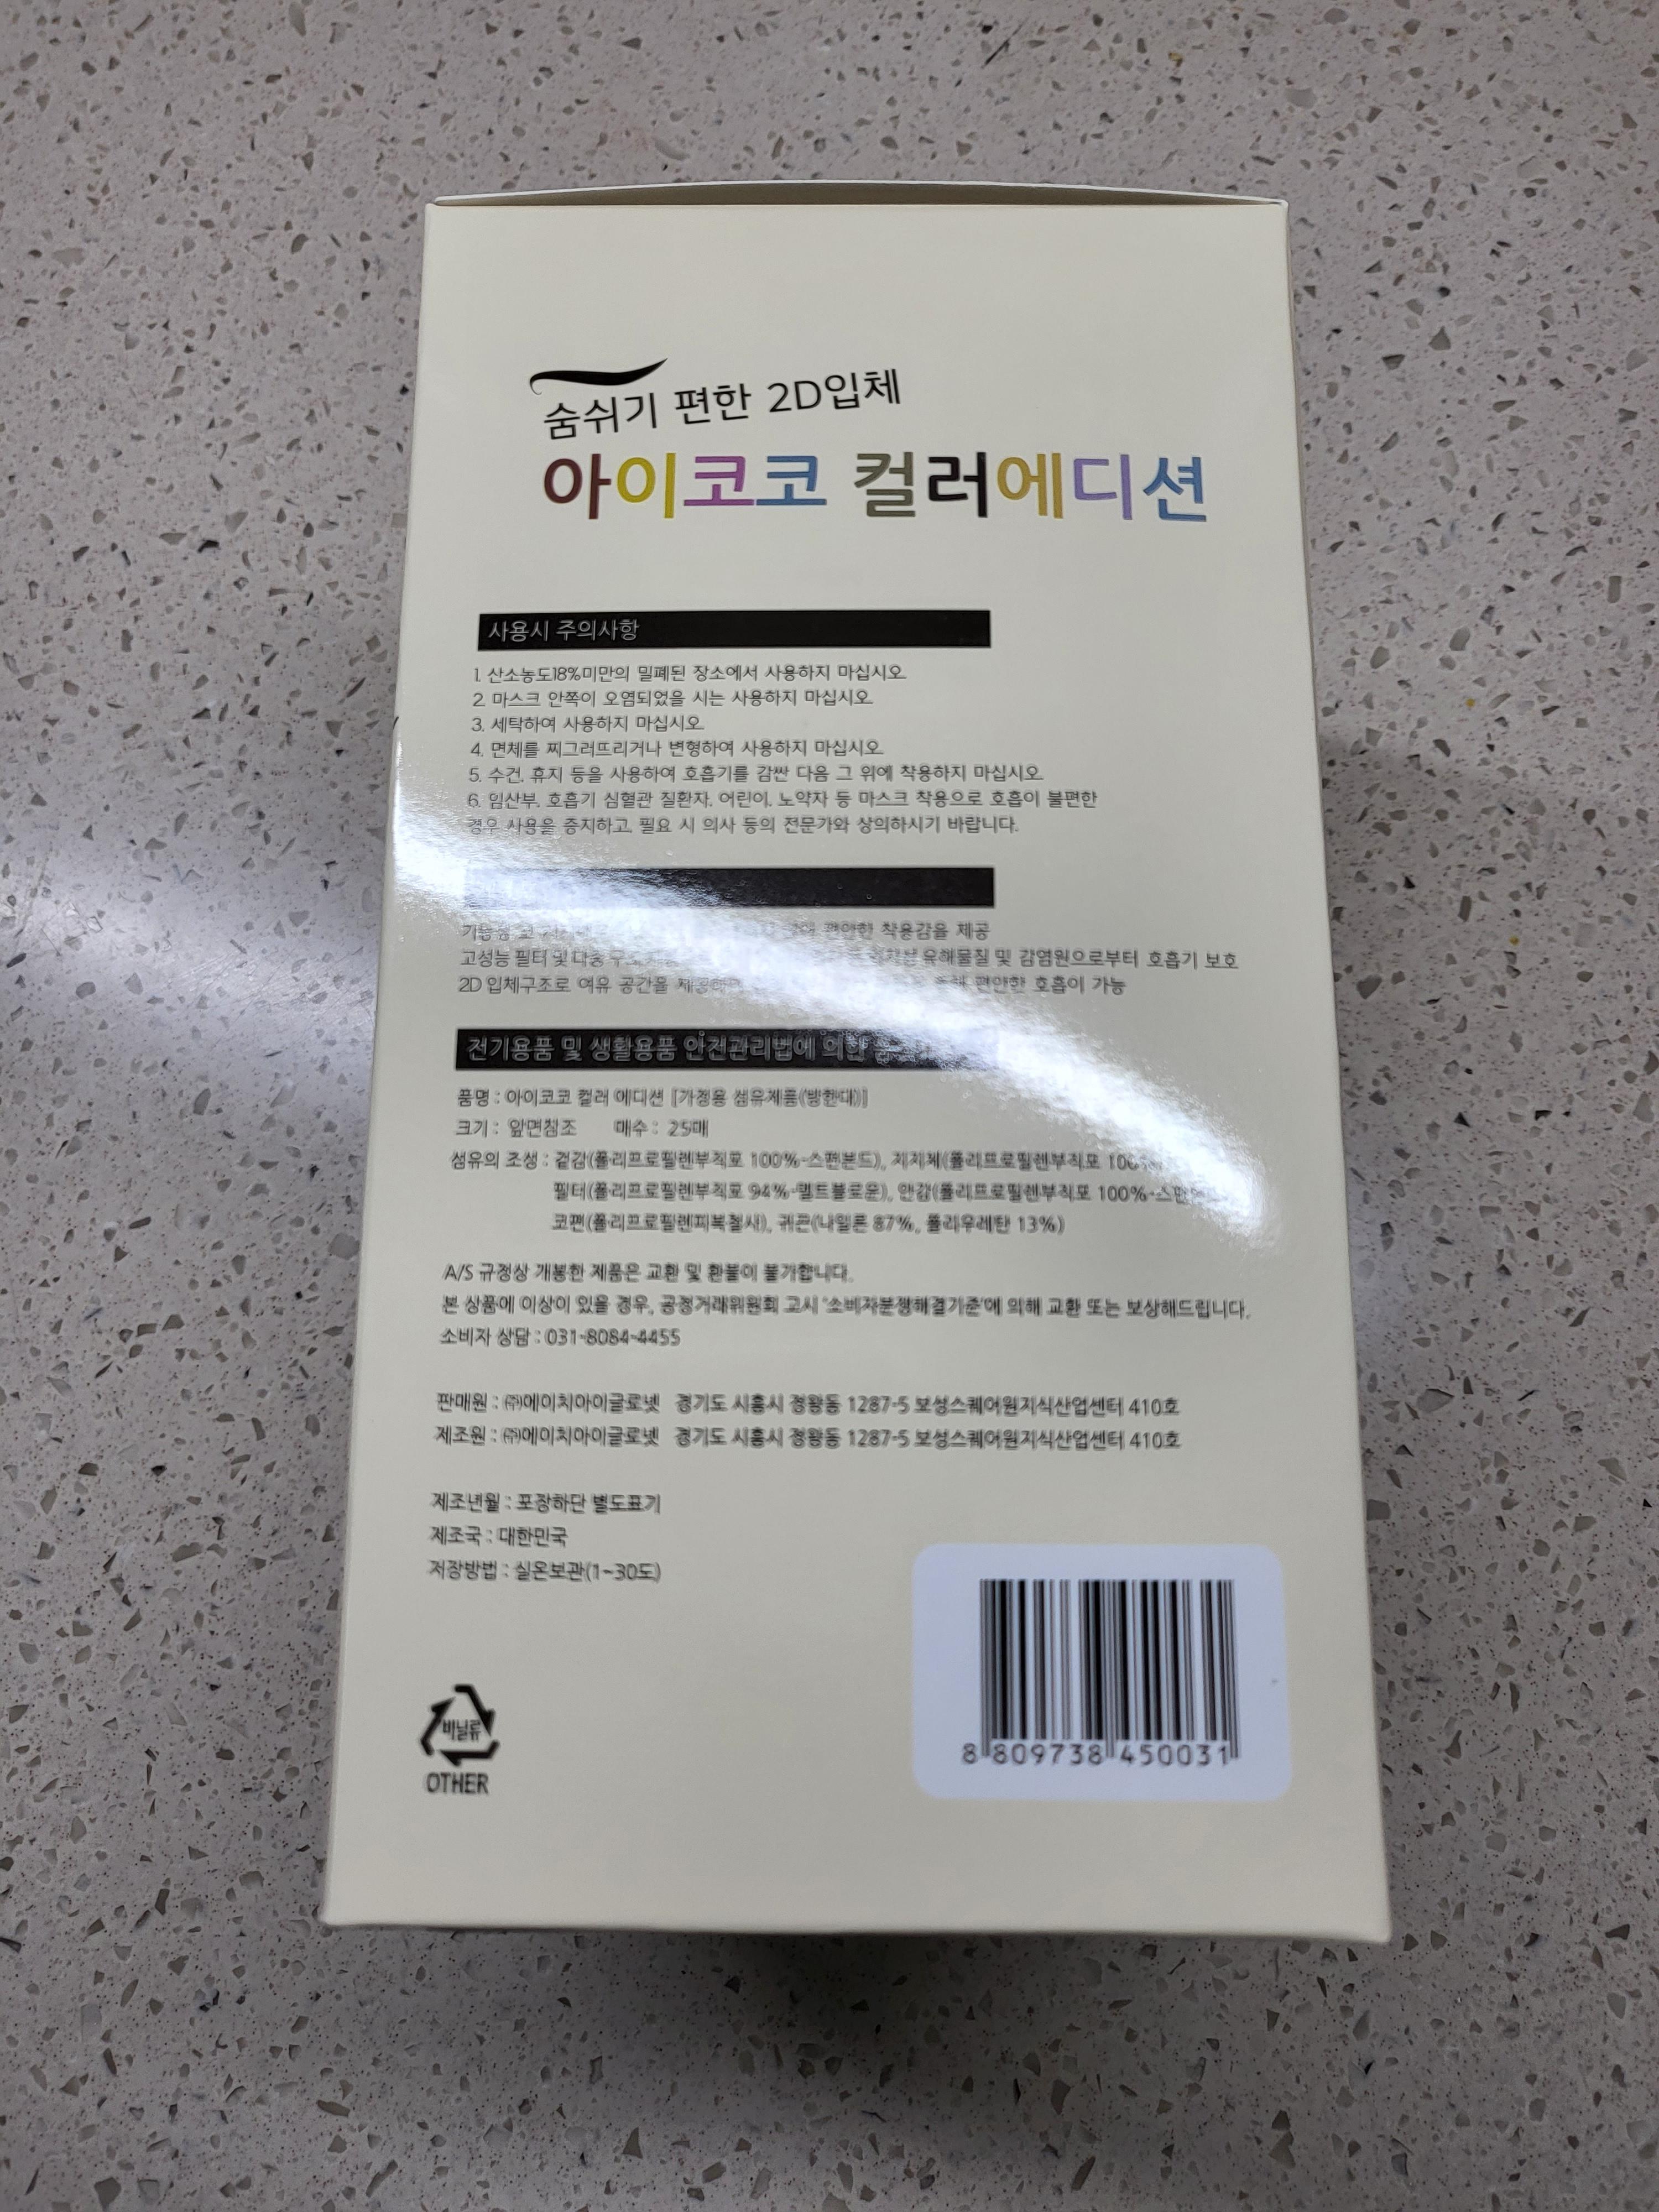 숨쉬기 편한 2D입체
아이코코 컬러에디션
사용시 주의사항
1. 산소농도18%미만의 밀폐된 장소에서 사용하지 마십시오.
2. 마스크 안쪽이 오염되었을 시는 사용하지 마십시오.
3. 세탁하여 사용하지 마십시오.
4. 면체를 찌그러뜨리거나 변형하여 사용하지 마십시오.
5. 수건, 휴지 등을 사용하여 호흡기를 감싼 다음 그 위에 착용하지 마십시오.
6. 임산부, 호흡기 심혈관 질환자, 어린이, 노약자 등 마스크 착용으로 호흡이 불편한
경우 사용을 중지하고, 필요 시 의사 등의 전문가와 상의하시기 바랍니다.
편안한 착용감을 제공
고성능 필터 및 다중 유해물질 및 감염원으로부터 호흡기 보호
2D 입체구조로 여유 공간을 편안한 호흡이 가능
전기용품 및 생활용품 안전관리법에 의한
품명 : 아이코코 컬러 에디션 [가정용 섬유제품(방한대)]
크기 : 앞면참조 매수 : 25매
섬유의 조성 : 겉감(폴리프로필렌부직포 100%-스펀본드), 지지체(폴리프로필렌부직포
필터(폴리프로필렌부직포 94%-멜트블로운), 안감(폴리프로필렌부직포 100%-
코편(폴리프로필렌피복철사), 귀끈(나일론 87%, 폴리우레탄 13%)
A/S 규정상 개봉한 제품은 교환 및 환불이 불가합니다.
본 상품에 이상이 있을 경우, 공정거래위원회 고시 '소비자분쟁해결기준'에 의해 교환 또는 보상해드립니다.
소비자 상담 : 031-8084-4455
판매원 : ㈜에이치아이글로넷 경기도 시흥시 정왕동 1287-5 보성스퀘어원지식산업센터 410호
제조원 : ㈜에이치아이글로넷 경기도 시흥시 정왕동 1287-5 보성스퀘어원지식산업센터 410호
제조년월 : 포장하단 별도표기
제조국 : 대한민국
저장방법 : 실온보관(1~30도)
비닐류
OTHER
8 809738 450031